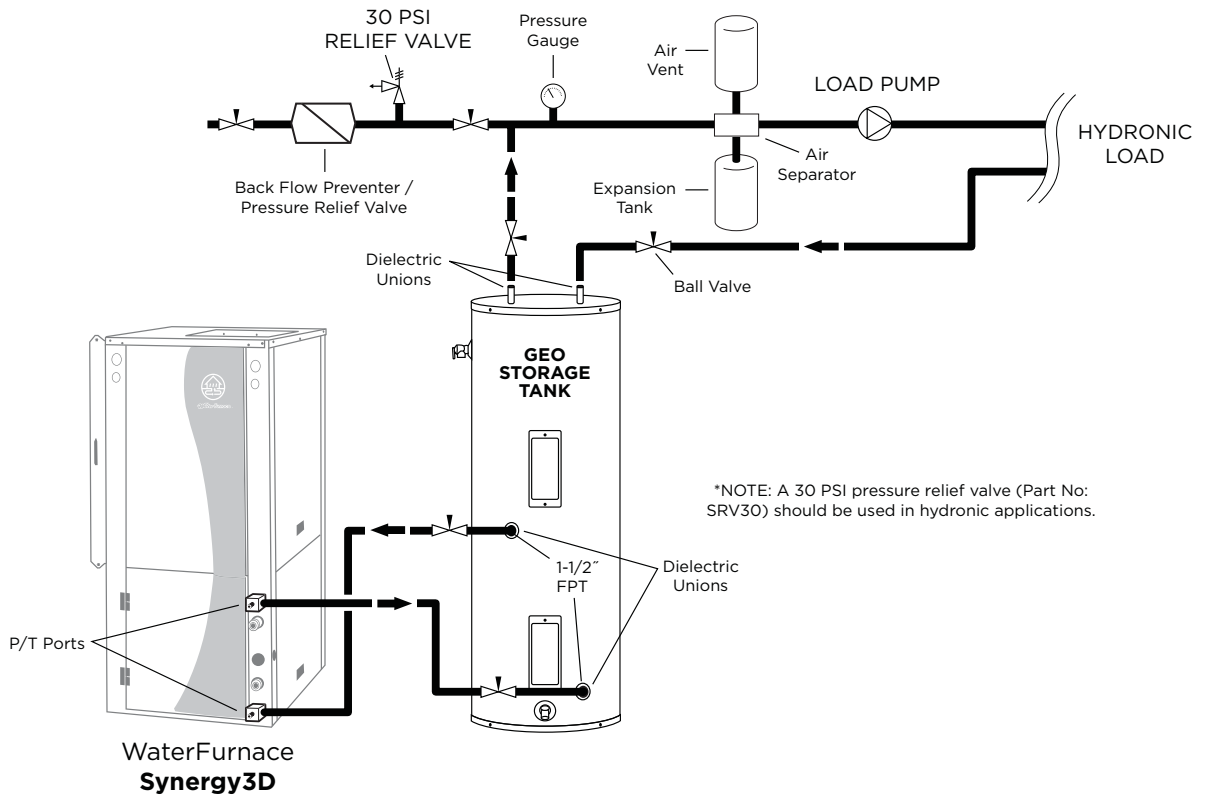 30 PSI
RELIEF VALVE
Pressure
Gauge
Air
Vent
LOAD PUMP
HYDRONIC
LOAD
Air
Separator
Back Flow Preventer /
Pressure Relief Valve
Expansion
Tank
Dielectric
Unions
Ball Valve
GEO
STORAGE
TANK
*NOTE: A 30 PSI pressure relief valve (Part No:
SRV30) should be used in hydronic applications.
1-1/2˝
FPT
Dielectric
Unions
P/T Ports
WaterFurnace
Synergy3D